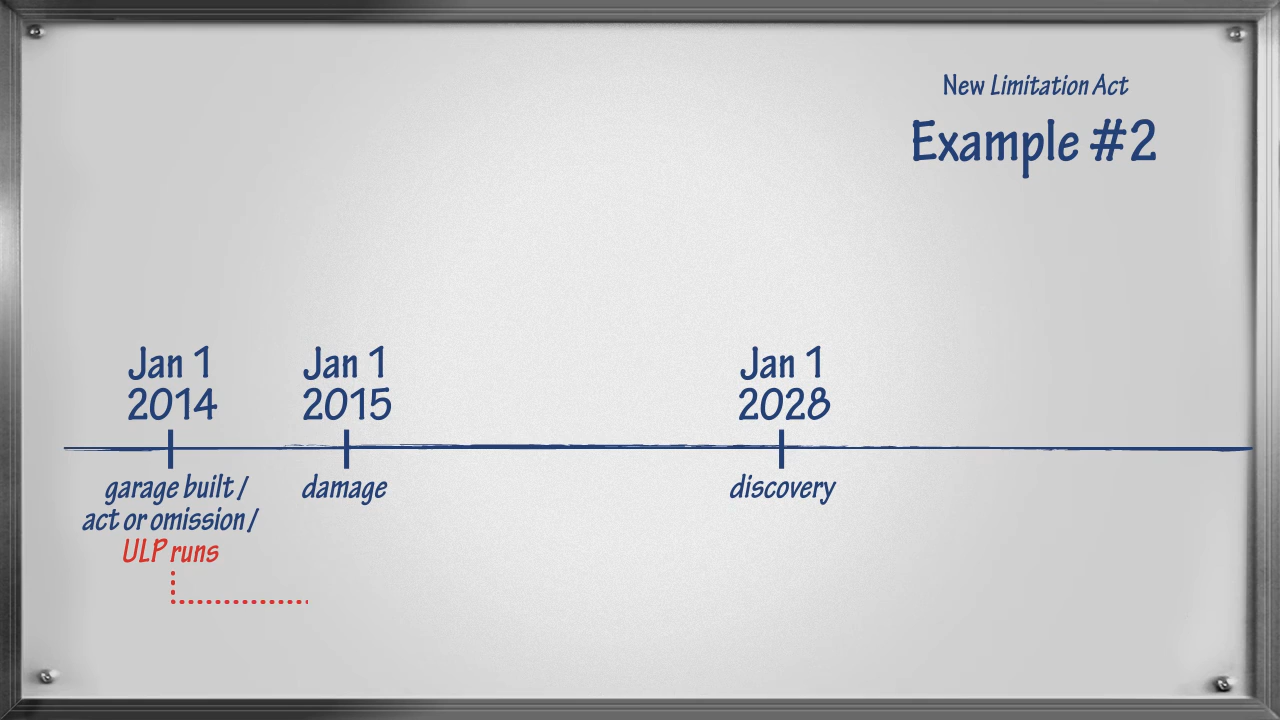 New Limitation Act
Example #2
Jan 1
2014
garage built /
act or omission /
ULP runs
Jan 1
2015
damage
Jan 1
2028
discovery